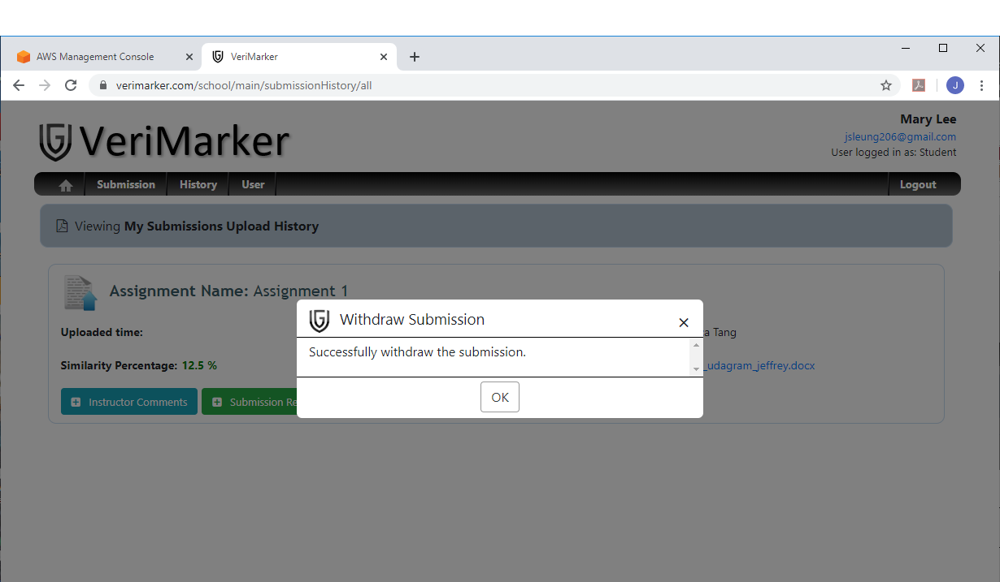 AWS Management Console
VeriMarker
verimarker.com/school/main/submissionHistory/all
J
VeriMarker
Mary Lee
jsleung206@gmail.com
User logged in as: Student
Submission
History
User
Logout
Viewing My Submissions Upload History
Assignment Name: Assignment 1
Withdraw Submission
Uploaded time:
a Tang
Successfully withdraw the submission.
Similarity Percentage: 12.5 %
_udagram_jeffrey.docx
OK
Instructor Comments
Submission Re